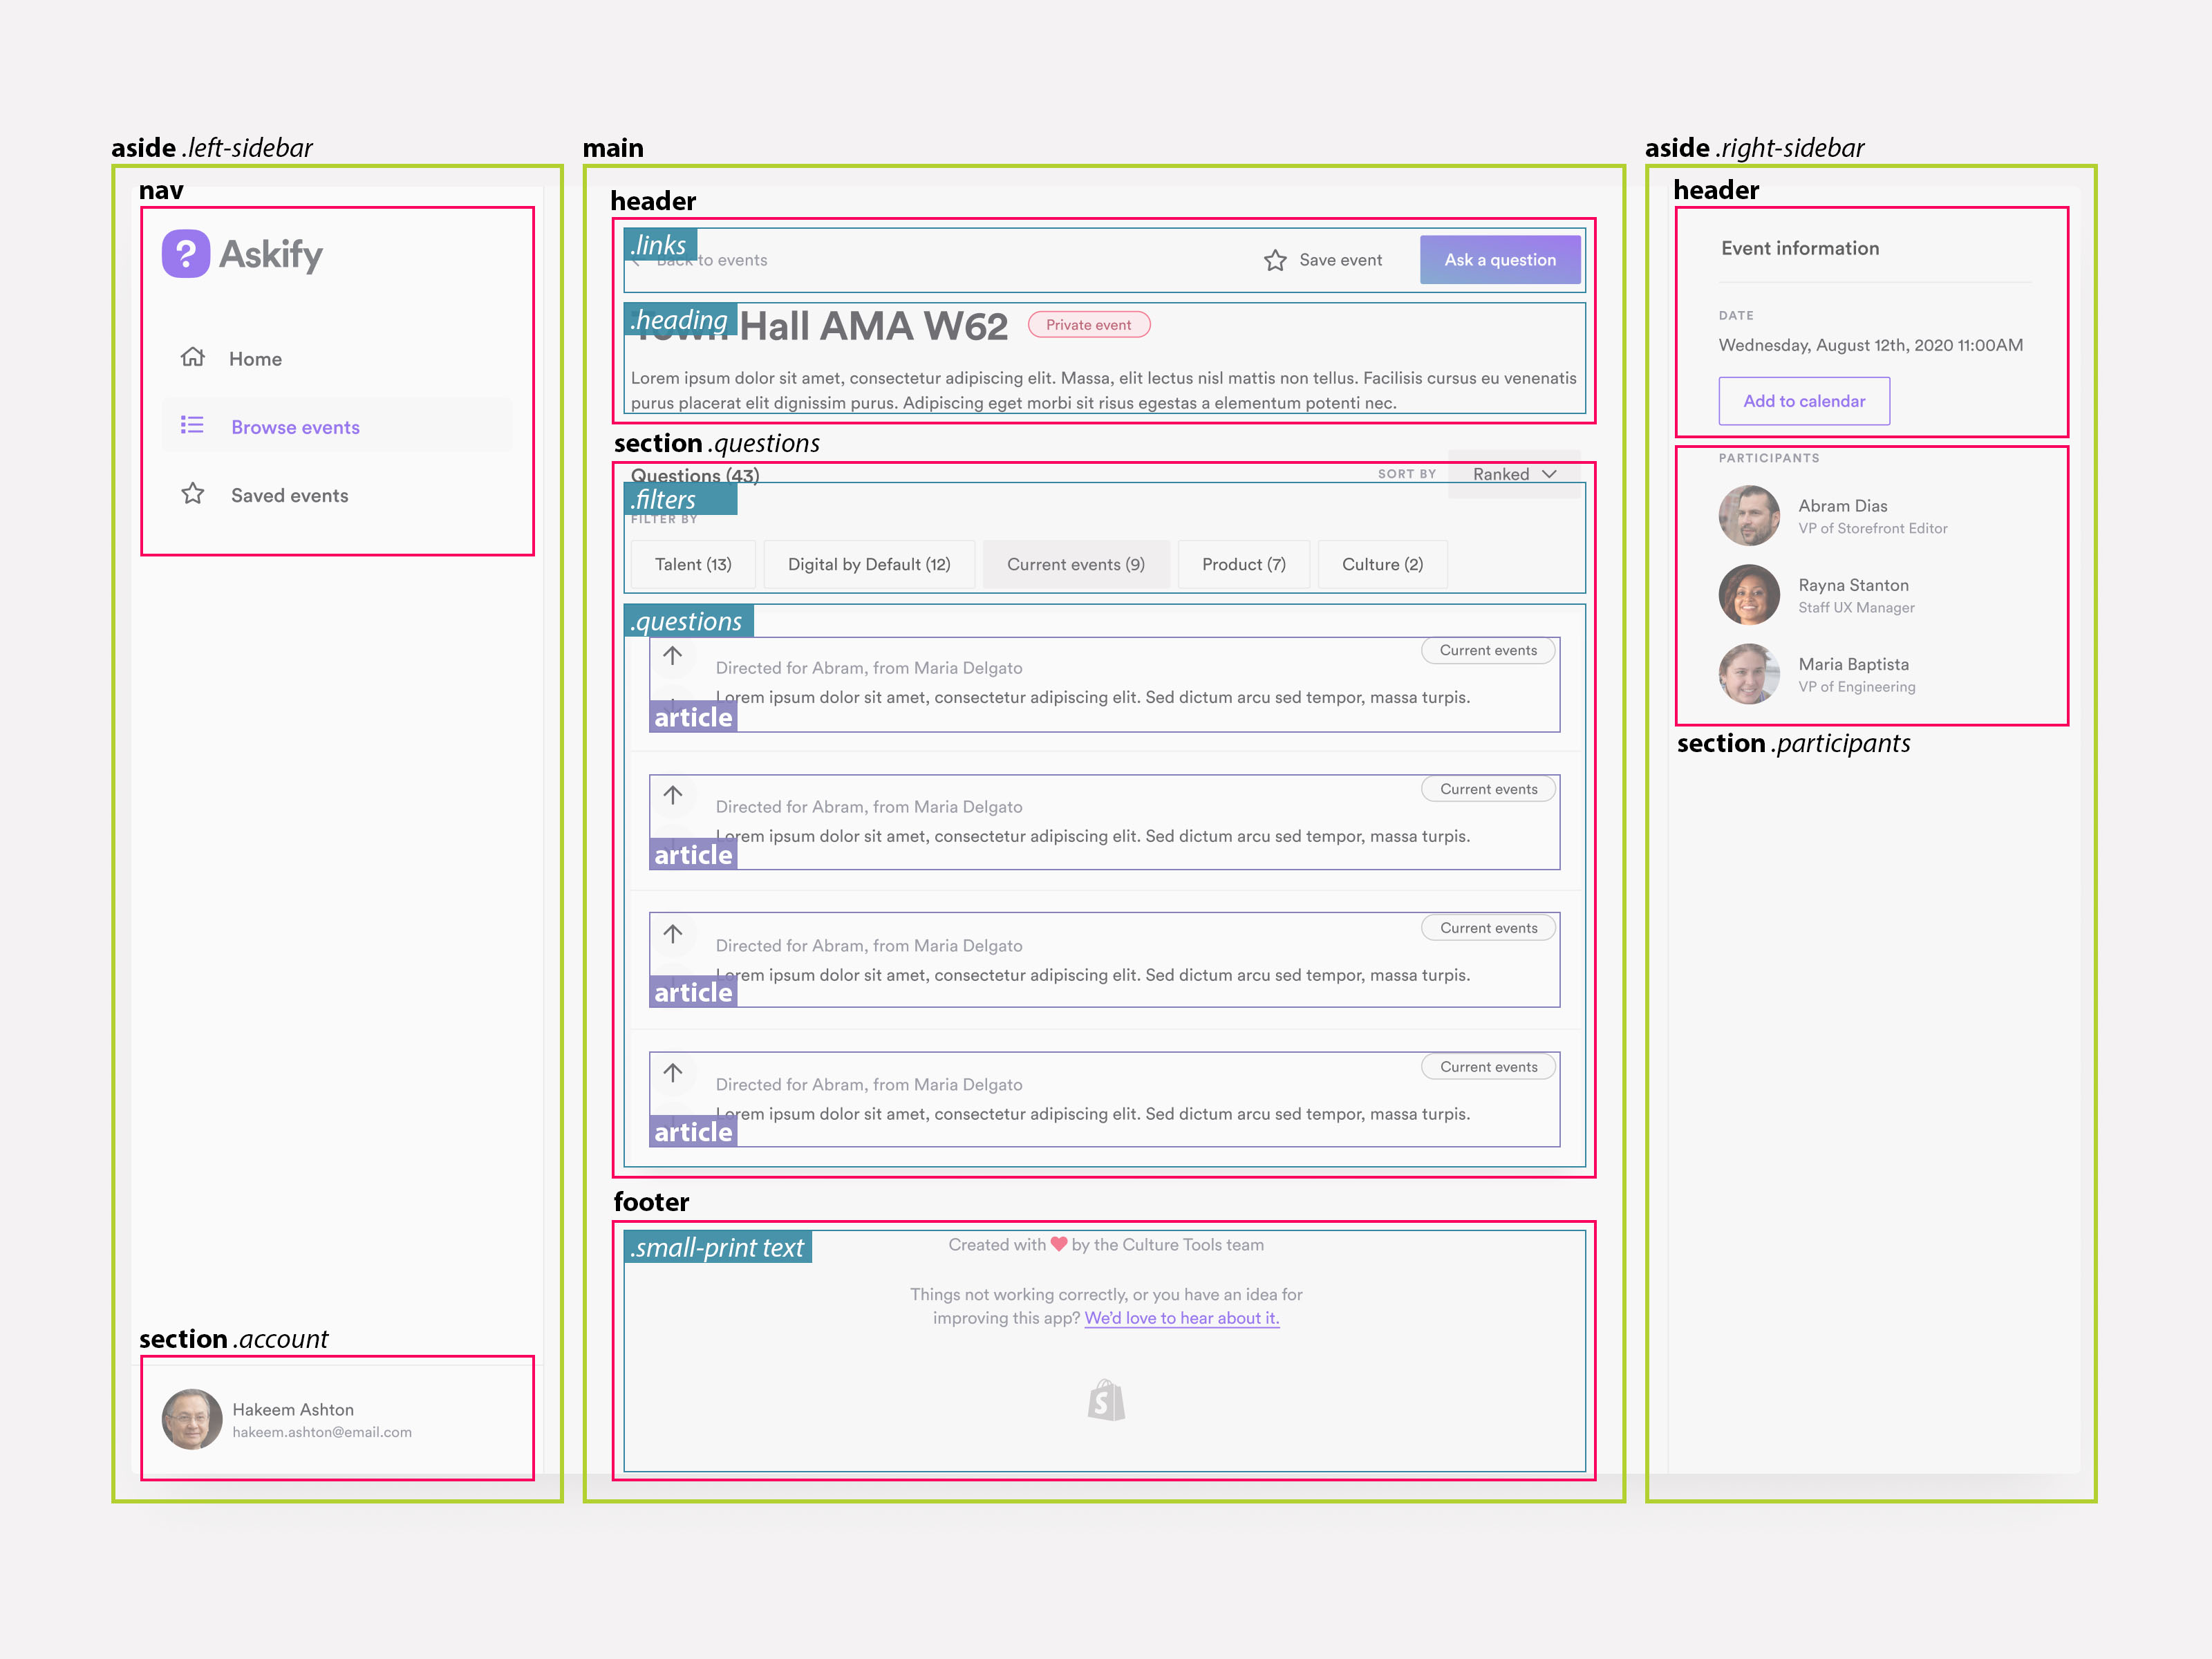 aside .left-sidebar
nav
Askify
Home
Browse events
Saved events
section .account
Hakeem Ashton
hakeem.ashton@email.com
main
header
.links
Back to events
Save event
Ask a question
.heading
Town Hall AMA W62
Private event
Lorem ipsum dolor sit amet, consectetur adipiscing elit. Massa, elit lectus nisl mattis non tellus. Facilisis cursus eu venenatis
purus placerat elit dignissim purus. Adipiscing eget morbi sit risus egestas a elementum potenti nec.
section .questions
Questions (43)
SORT BY
Ranked
.filters
FILTER BY
Talent (13)
Digital by Default (12)
Current events (9)
Product (7)
Culture (2)
.questions
Current events
Directed for Abram, from Maria Delgato
Lorem ipsum dolor sit amet, consectetur adipiscing elit. Sed dictum arcu sed tempor, massa turpis.
article
Current events
Directed for Abram, from Maria Delgato
Lorem ipsum dolor sit amet, consectetur adipiscing elit. Sed dictum arcu sed tempor, massa turpis.
article
Current events
Directed for Abram, from Maria Delgato
Lorem ipsum dolor sit amet, consectetur adipiscing elit. Sed dictum arcu sed tempor, massa turpis.
article
Current events
Directed for Abram, from Maria Delgato
Lorem ipsum dolor sit amet, consectetur adipiscing elit. Sed dictum arcu sed tempor, massa turpis.
article
footer
.small-print text
Created with ❤ by the Culture Tools team
Things not working correctly, or you have an idea for
improving this app? We'd love to hear about it.
aside .right-sidebar
header
Event information
DATE
Wednesday, August 12th, 2020 11:00AM
Add to calendar
PARTICIPANTS
Abram Dias
VP of Storefront Editor
Rayna Stanton
Staff UX Manager
Maria Baptista
VP of Engineering
section .participants